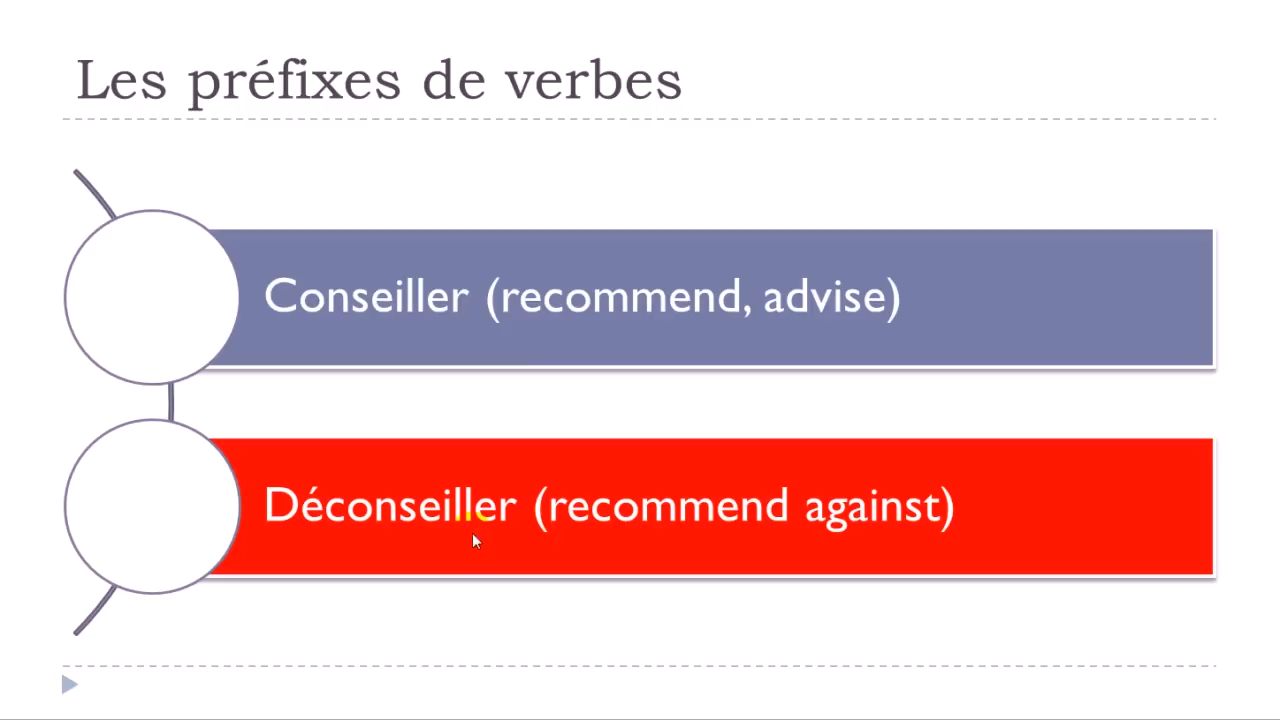 Les préfixes de verbes
Conseiller (recommend, advise)
Déconseiller (recommend against)